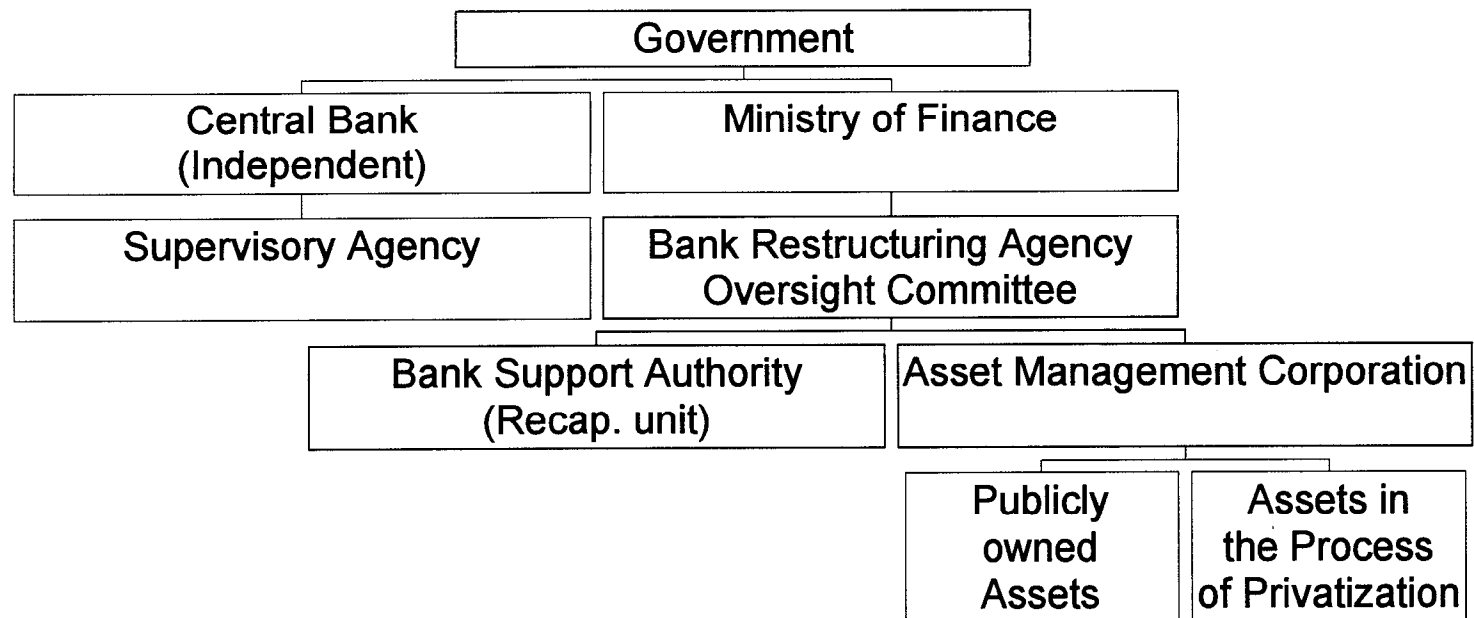 Government
Central Bank
(Independent)
Ministry of Finance
Supervisory Agency
Bank Restructuring Agency
Oversight Committee
Bank Support Authority
(Recap. unit)
Asset Management Corporation
Publicly
owned
Assets
Assets in
the Process
of Privatization